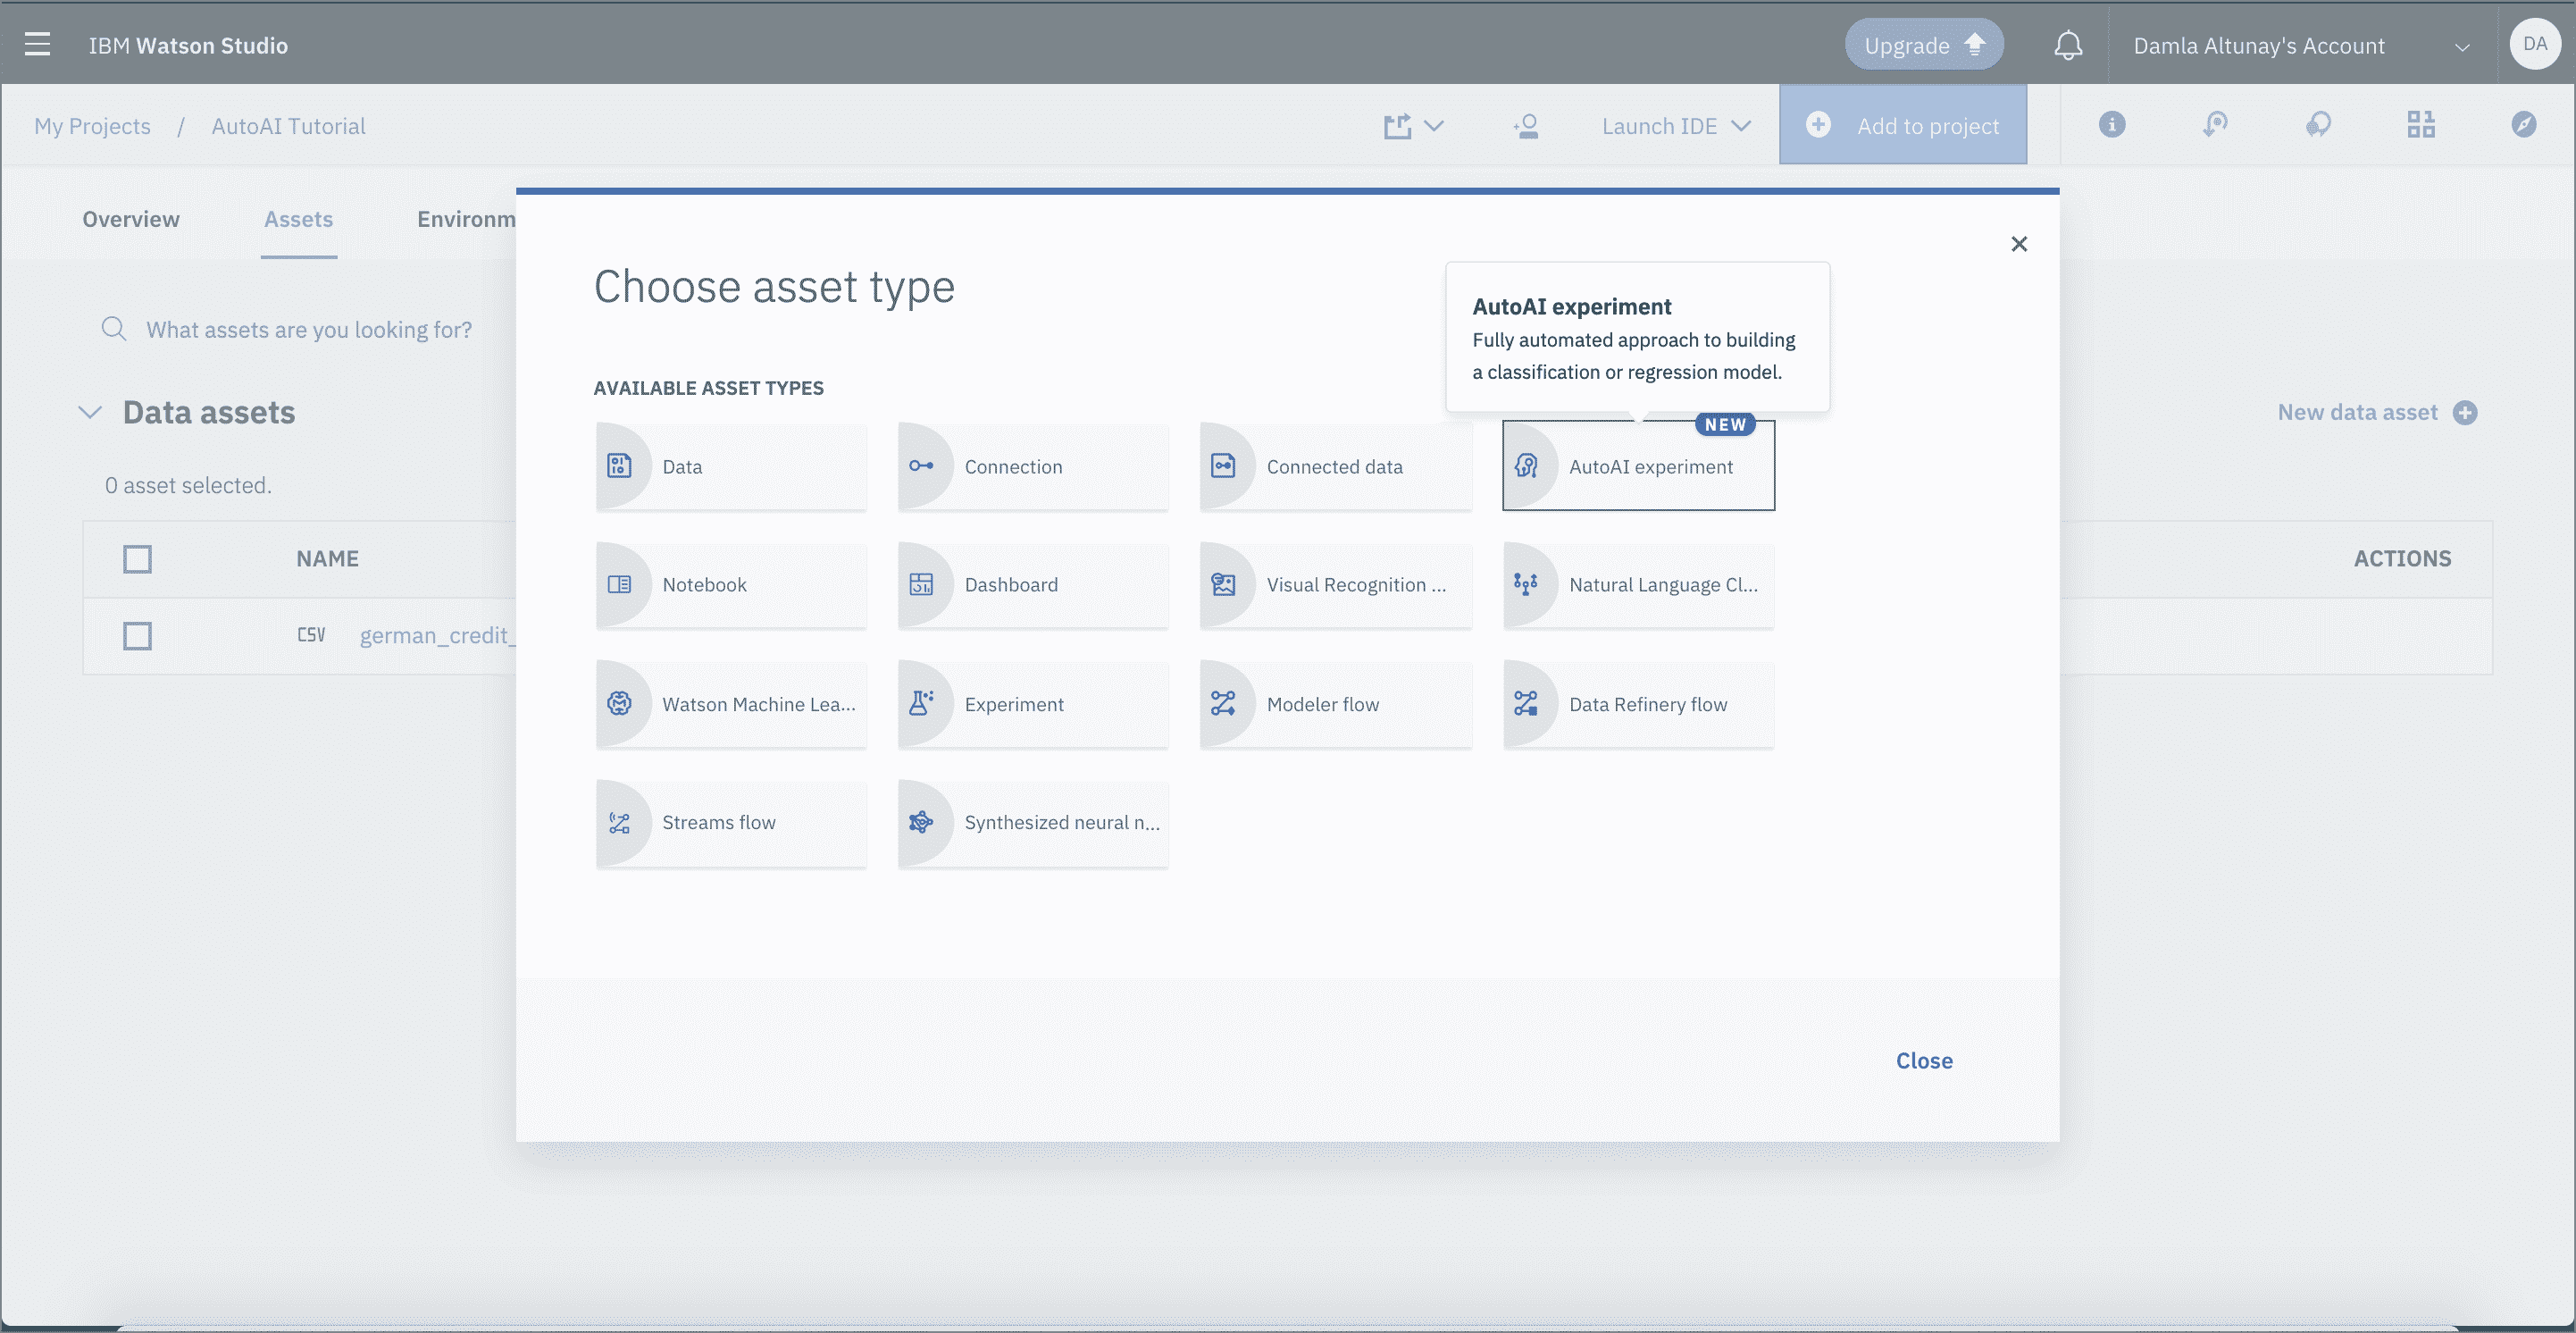 IBM Watson Studio
Upgrade
Damla Altunay's Account
DA
My Projects / AutoAI Tutorial
Launch IDE
Add to project
Overview
Assets
Environm
What assets are you looking for?
Data assets
New data asset
0 asset selected.
NAME
ACTIONS
CSV
german_credit_
Choose asset type
AutoAI experiment
Fully automated approach to building
a classification or regression model.
AVAILABLE ASSET TYPES
NEW
Data
Connection
Connected data
AutoAI experiment
Notebook
Dashboard
Visual Recognition ...
Natural Language Cl...
Watson Machine Lea...
Experiment
Modeler flow
Data Refinery flow
Streams flow
Synthesized neural n...
Close